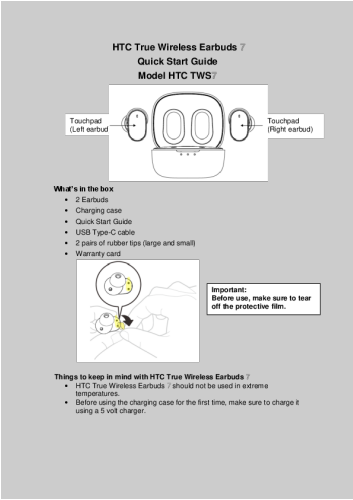 HTC True Wireless Earbuds 7
Quick Start Guide
Model HTC TWS7
Touchpad
(Left earbud
Touchpad
(Right earbud)
What's in the box
• 2 Earbuds
• Charging case
• Quick Start Guide
• USB Type-C cable
• 2 pairs of rubber tips (large and small)
• Warranty card
Important:
Before use, make sure to tear
off the protective film.
Things to keep in mind with HTC True Wireless Earbuds 7
• HTC True Wireless Earbuds 7 should not be used in extreme
temperatures.
• Before using the charging case for the first time, make sure to charge it
using a 5 volt charger.